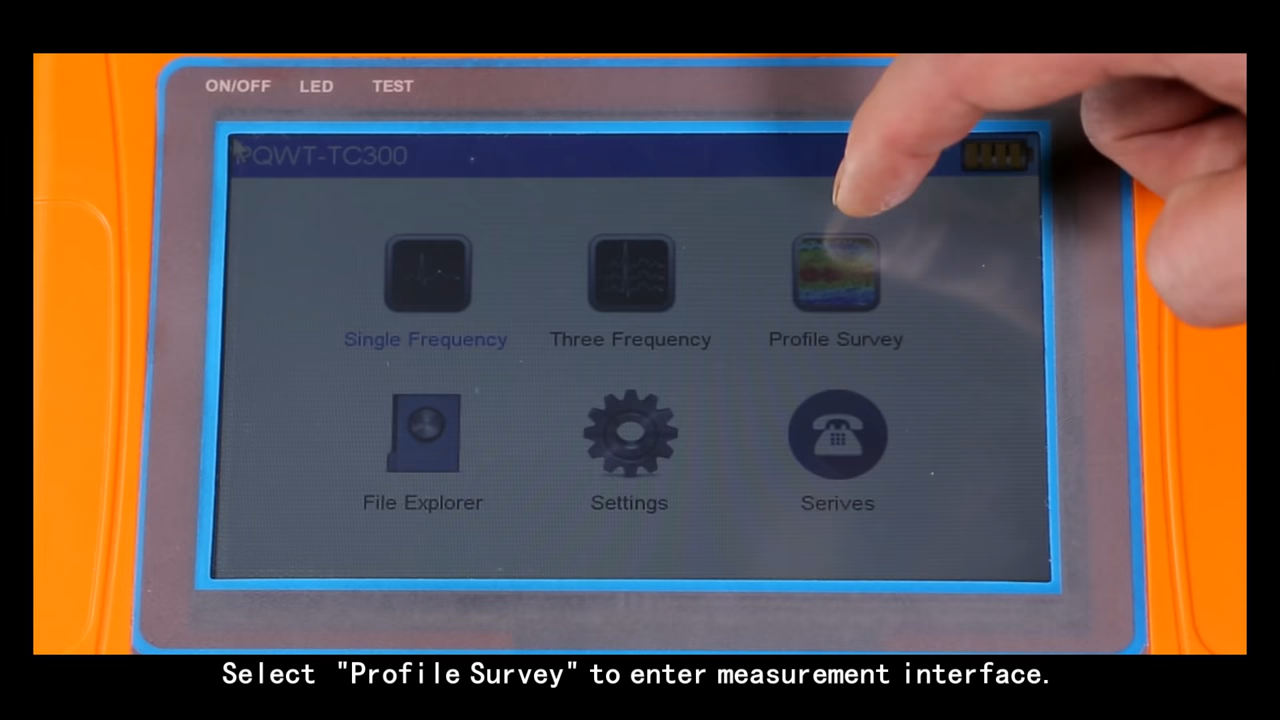 ON/OFF LED TEST
PQWT-TC300
Single Frequency Three Frequency Profile Survey
File Explorer Settings Serives
Select "Profile Survey" to enter measurement interface.